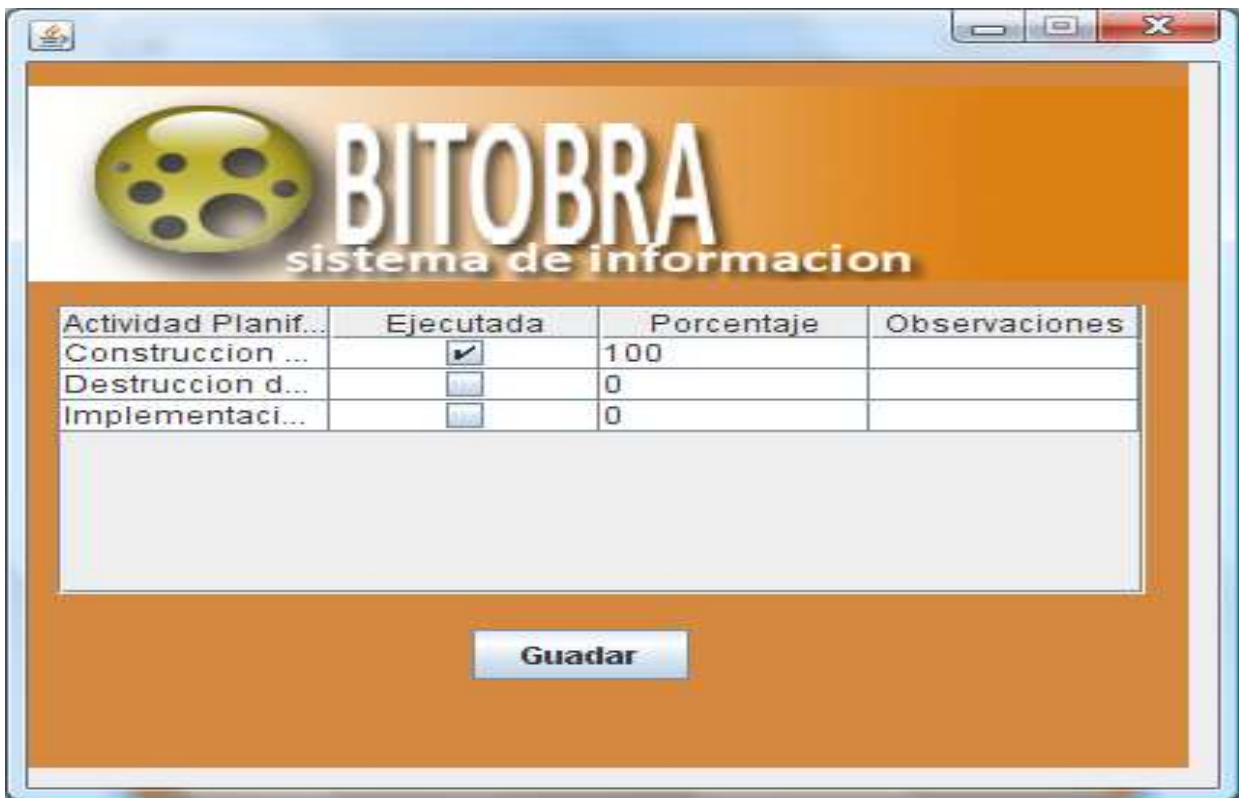 BITOBRA
sistema de informacion
Actividad Planif... Ejecutada Porcentaje Observaciones
Construccion ... 100
Destruccion d... 0
Implementaci... 0
Guadar